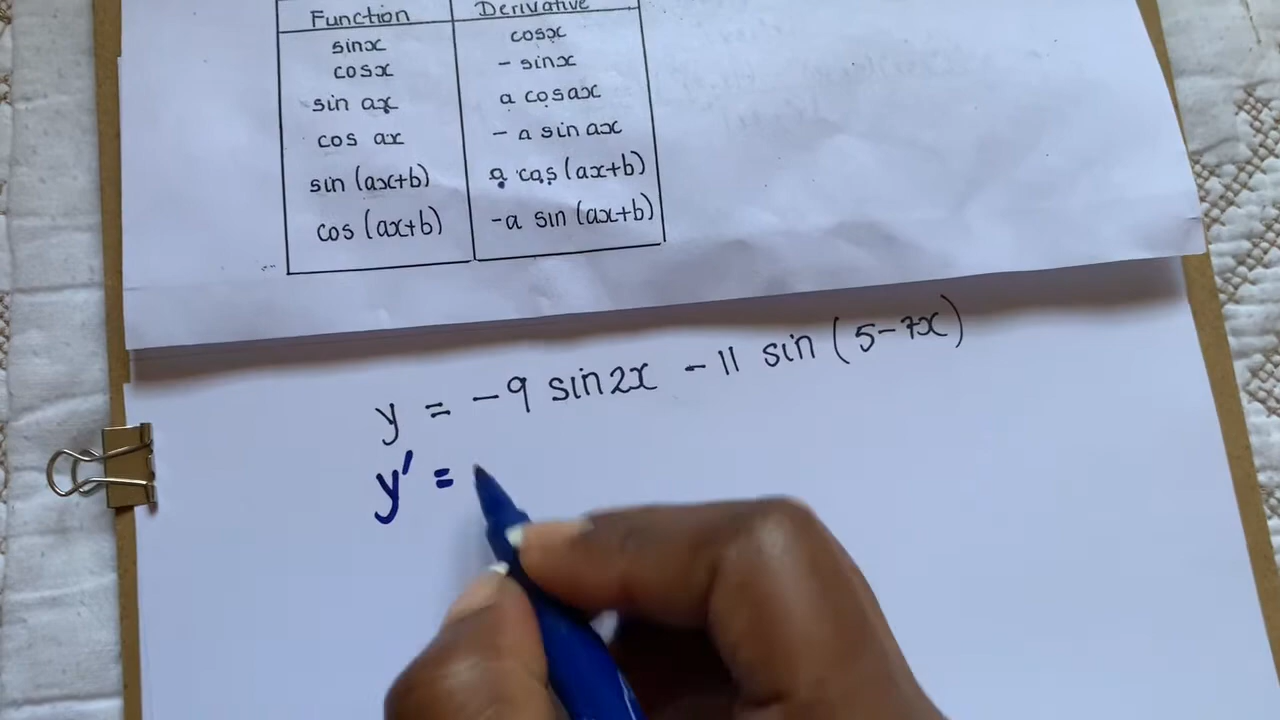 Function Derivative
sinx cosx
cosx - sinx
sin ax a cosax
cos ax - a sin ax
sin (ax+b) a cos (ax+b)
cos (ax+b) -a sin (ax+b)
y = -9 sin2x - 11 sin (5-7x)
y' =